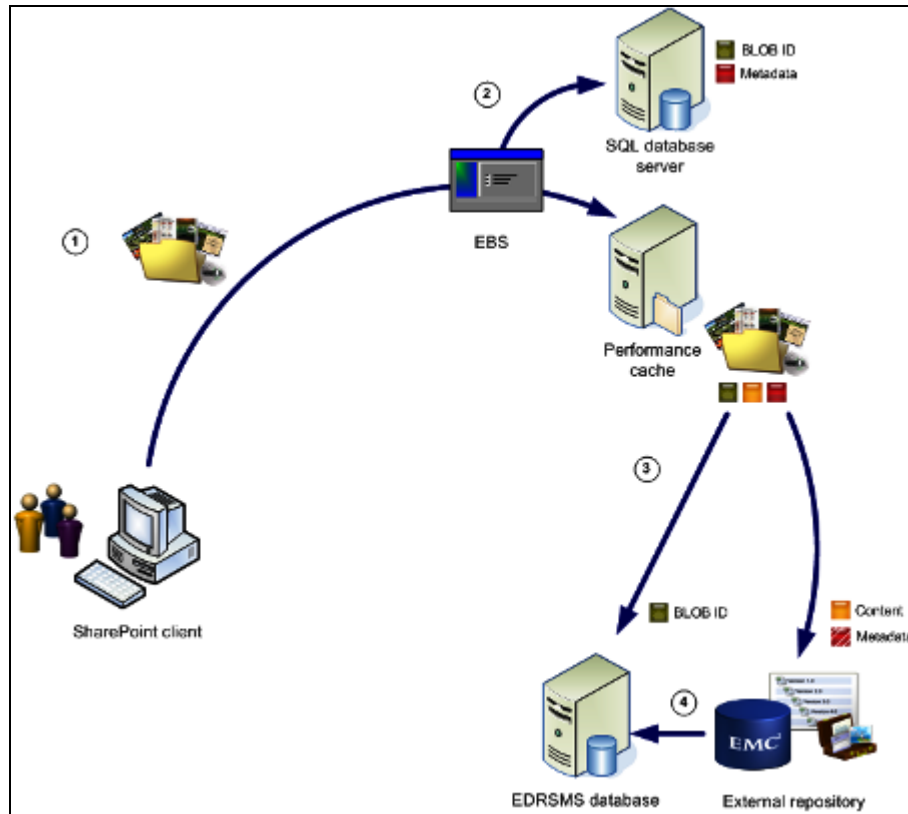 BLOB ID
Metadata
2
SQL database
server
1
EBS
Performance
cache
3
BLOB ID
Content
Metadata
SharePoint client
4
EMC²
EDRSMS database
External repository